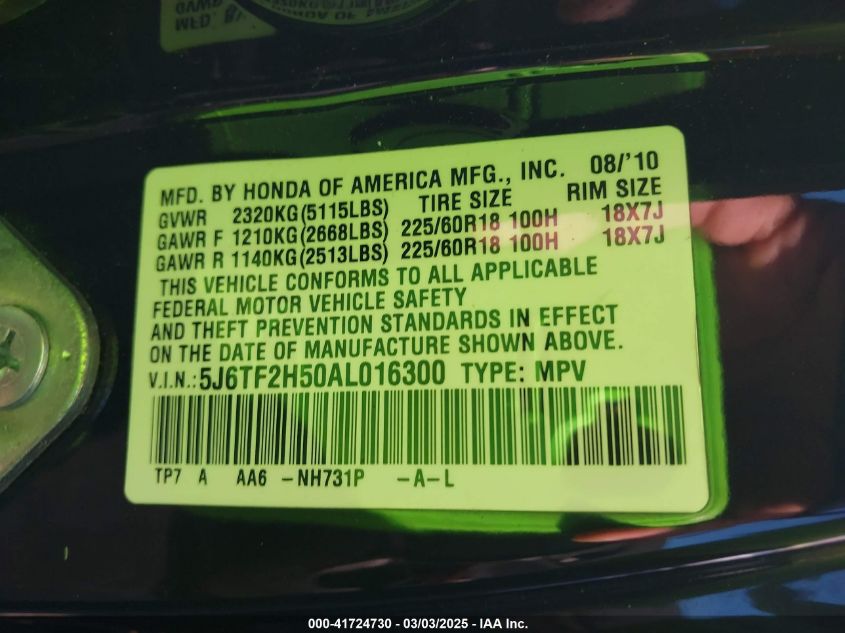 MFD. BY HONDA OF AMERICA MFG., INC. 08/'10
GVWR 2320KG(5115LBS) TIRE SIZE RIM SIZE
GAWR F 1210KG(2668LBS) 225/60R18 100H 18X7J
GAWR R 1140KG(2513LBS) 225/60R18 100H 18X7J
THIS VEHICLE CONFORMS TO ALL APPLICABLE
FEDERAL MOTOR VEHICLE SAFETY
AND THEFT PREVENTION STANDARDS IN EFFECT
ON THE DATE OF MANUFACTURE SHOWN ABOVE.
V.I.N.:5J6TF2H50AL016300 TYPE: MPV
TP7 A AA6 -NH731P -A-L
000-41724730 - 03/03/2025 - IAA Inc.